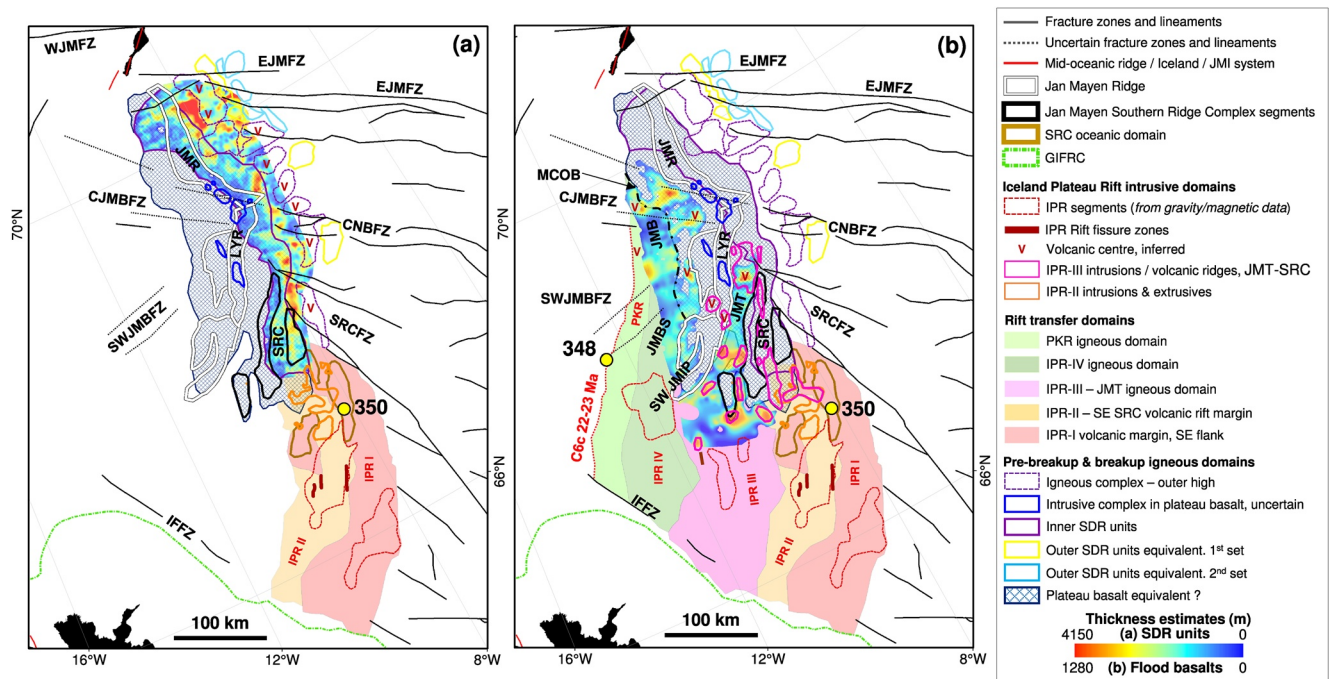 (a)
WJMFZ
EJMFZ
EJMFZ
V
V
V
JMR
V
V
CJMBFZ
V
CNBFZ
70°N
LYR
V
V
SWJMBFZ
SRC
SRCFZ
350
66°N
IPR I
IFFZ
IPR II
100 km
16°W
12°W
8°W
(b)
EJMFZ
EJMFZ
JMR
MCOB
V
CJMBFZ
V
CNBFZ
70°N
JMB
LYR
V
V
V
SWJMBFZ
V
JMT
PKR
V
SRC
SRCFZ
348
JMBS
SW JMIP
350
C6c 22-23 Ma
66°N
IPR IV
IPR III
IPR I
IFFZ
IPR II
100 km
16°W
12°W
8°W
Fracture zones and lineaments
Uncertain fracture zones and lineaments
Mid-oceanic ridge / Iceland / JMI system
Jan Mayen Ridge
Jan Mayen Southern Ridge Complex segments
SRC oceanic domain
GIFRC
Iceland Plateau Rift intrusive domains
IPR segments (from gravity/magnetic data)
IPR Rift fissure zones
V Volcanic centre, inferred
IPR-III intrusions / volcanic ridges, JMT-SRC
IPR-II intrusions & extrusives
Rift transfer domains
PKR igneous domain
IPR-IV igneous domain
IPR-III – JMT igneous domain
IPR-II – SE SRC volcanic rift margin
IPR-I volcanic margin, SE flank
Pre-breakup & breakup igneous domains
Igneous complex – outer high
Intrusive complex in plateau basalt, uncertain
Inner SDR units
Outer SDR units equivalent. 1st set
Outer SDR units equivalent. 2nd set
Plateau basalt equivalent ?
Thickness estimates (m)
4150 (a) SDR units 0
1280 (b) Flood basalts 0